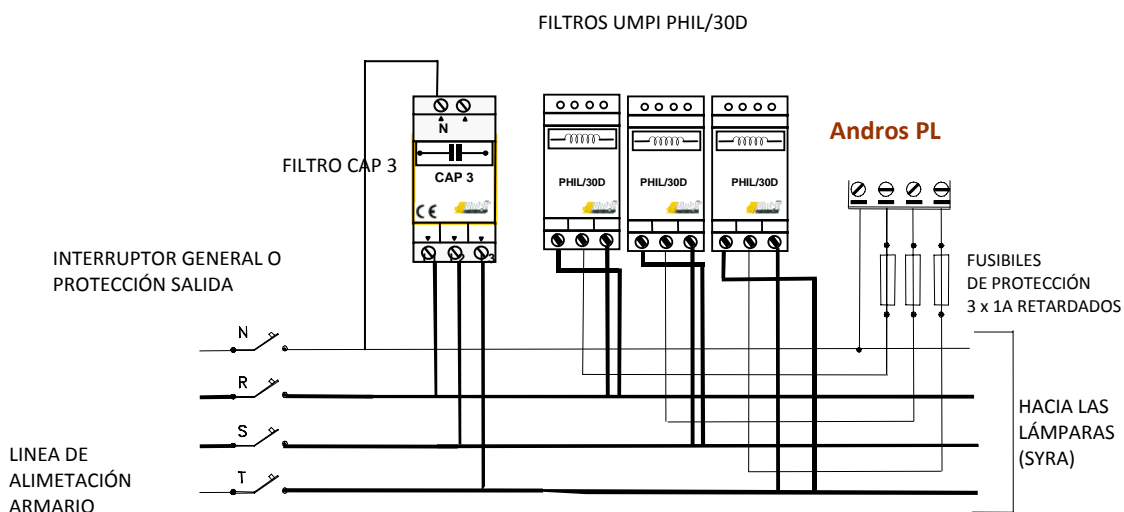 FILTROS UMPI PHIL/30D
Andros PL
N
FILTRO CAP 3
CAP 3
PHIL/30D
PHIL/30D
PHIL/30D
CE
3
INTERRUPTOR GENERAL O
PROTECCIÓN SALIDA
FUSIBILES
DE PROTECCIÓN
3 x 1A RETARDADOS
N
R
S
T
LINEA DE
ALIMETACIÓN
ARMARIO
HACIA LAS
LÁMPARAS
(SYRA)